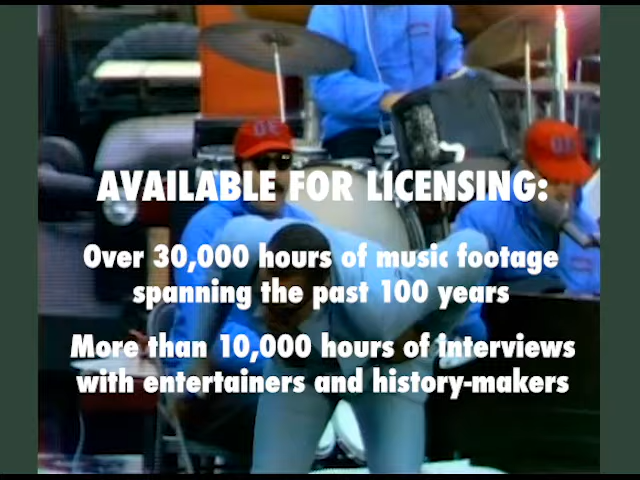 AVAILABLE FOR LICENSING:
Over 30,000 hours of music footage
spanning the past 100 years
More than 10,000 hours of interviews
with entertainers and history-makers